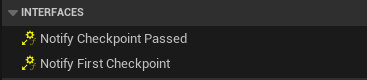 INTERFACES
Notify Checkpoint Passed
Notify First Checkpoint